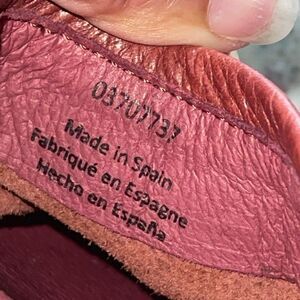 03707737
Made in Spain
Fabriqué en Espagne
Hecho en España